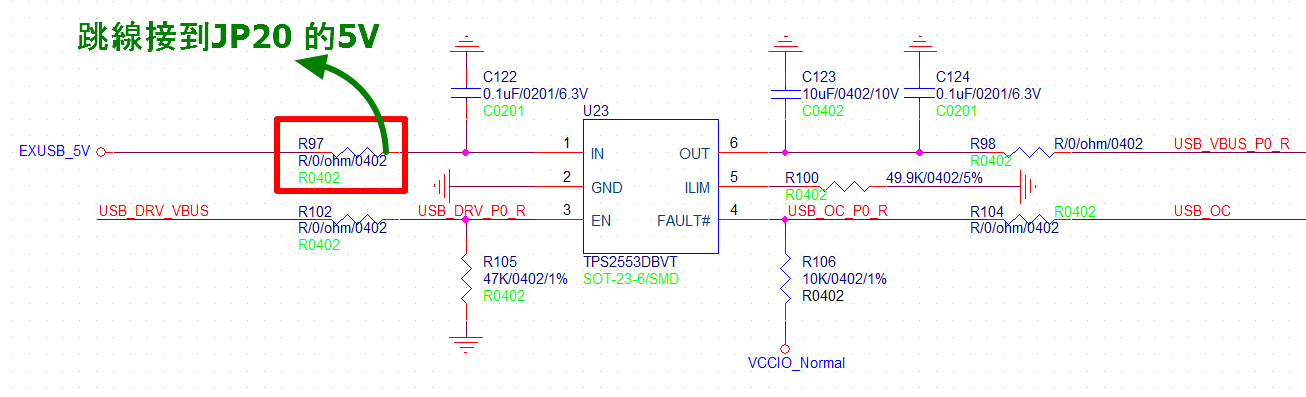 跳線接到JP20 的5V
C122
0.1uF/0201/6.3V
C0201
C123
10uF/0402/10V
C0402
C124
0.1uF/0201/6.3V
C0201
U23
EXUSB_5V
R97
R/0/ohm/0402
R0402
1
IN
OUT
6
R98
R/0/ohm/0402
R0402
USB_VBUS_P0_R
2
GND
ILIM
5
R100
49.9K/0402/5%
R0402
USB_DRV_VBUS
R102
R/0/ohm/0402
R0402
USB_DRV_P0_R
3
EN
FAULT#
4
USB_OC_P0_R
R104
R0402
R/0/ohm/0402
USB_OC
R105
47K/0402/1%
R0402
TPS2553DBVT
SOT-23-6/SMD
R106
10K/0402/1%
R0402
VCCIO_Normal